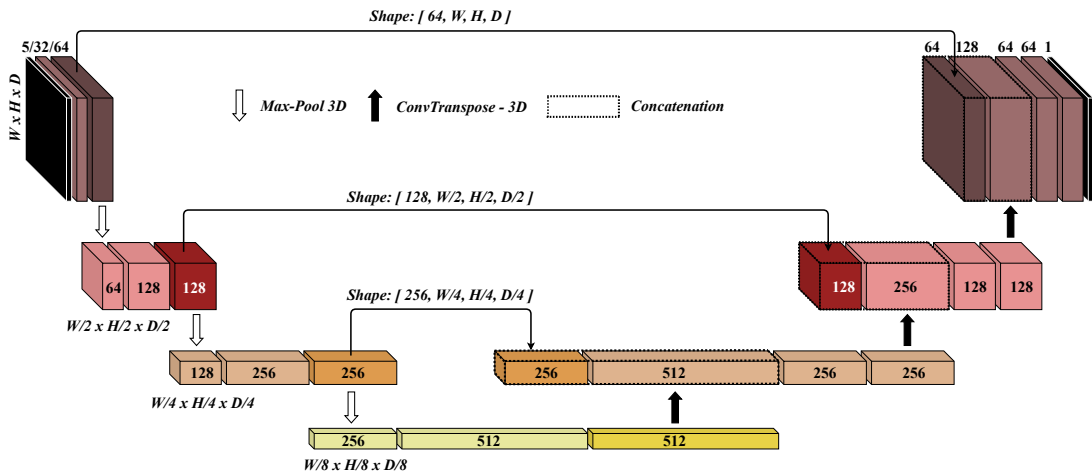 Shape: [ 64, W, H, D ]
5/32/64
64 128 64 64 1
W x H x D
Max-Pool 3D
ConvTranspose - 3D
Concatenation
Shape: [ 128, W/2, H/2, D/2 ]
64 128 128
128 256 128 128
W/2 x H/2 x D/2
Shape: [ 256, W/4, H/4, D/4 ]
128 256 256
256 512 256 256
W/4 x H/4 x D/4
256 512 512
W/8 x H/8 x D/8